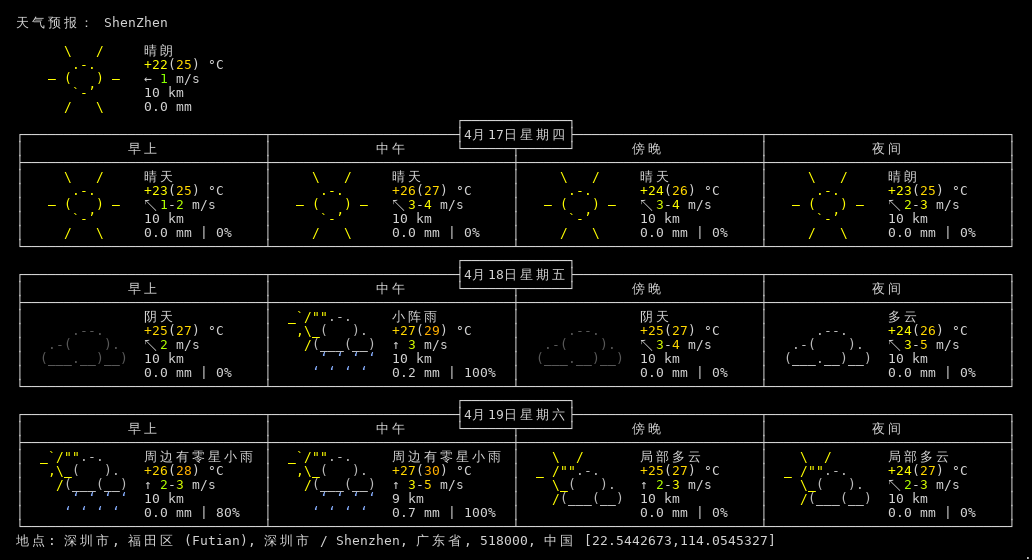 天气预报： ShenZhen
晴朗
+22(25) °C
← 1 m/s
10 km
0.0 mm
4月17日星期四
早上 中午 傍晚 夜间
晴天 晴天 晴天 晴朗
+23(25) °C +26(27) °C +24(26) °C +23(25) °C
↖ 1-2 m/s ↖ 3-4 m/s ↖ 3-4 m/s ↖ 2-3 m/s
10 km 10 km 10 km 10 km
0.0 mm | 0% 0.0 mm | 0% 0.0 mm | 0% 0.0 mm | 0%
4月18日星期五
早上 中午 傍晚 夜间
阴天 小阵雨 阴天 多云
+25(27) °C +27(29) °C +25(27) °C +24(26) °C
↖ 2 m/s ↑ 3 m/s ↖ 3-4 m/s ↖ 3-5 m/s
10 km 10 km 10 km 10 km
0.0 mm | 0% 0.2 mm | 100% 0.0 mm | 0% 0.0 mm | 0%
4月19日星期六
早上 中午 傍晚 夜间
周边有零星小雨 周边有零星小雨 局部多云 局部多云
+26(28) °C +27(30) °C +25(27) °C +24(27) °C
↑ 2-3 m/s ↑ 3-5 m/s ↑ 2-3 m/s ↖ 2-3 m/s
10 km 9 km 10 km 10 km
0.0 mm | 80% 0.7 mm | 100% 0.0 mm | 0% 0.0 mm | 0%
地点: 深圳市, 福田区 (Futian), 深圳市 / Shenzhen, 广东省, 518000, 中国 [22.5442673,114.0545327]